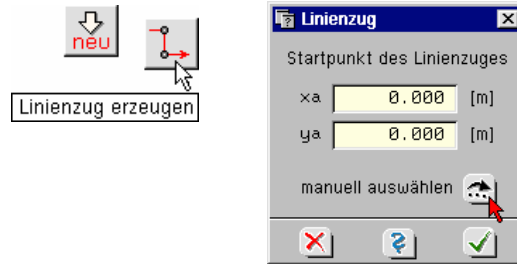 neu
Linienzug erzeugen
Linienzug
Startpunkt des Linienzuges
xa 0.000 [m]
ya 0.000 [m]
manuell auswählen